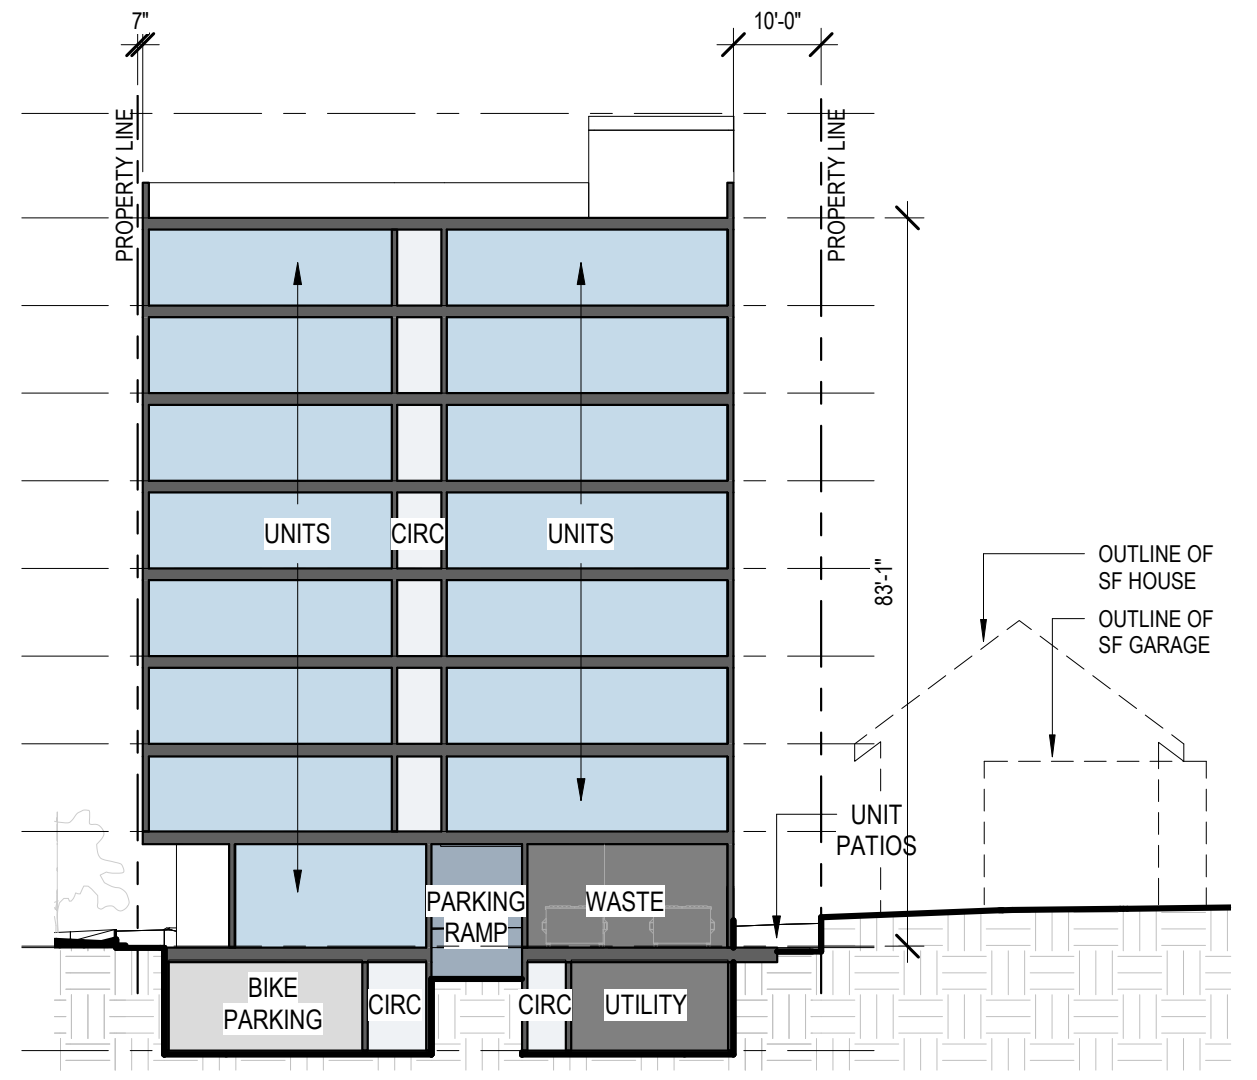 7"
10'-0"
PROPERTY LINE
PROPERTY LINE
UNITS
CIRC
UNITS
83'-1"
OUTLINE OF
SF HOUSE
OUTLINE OF
SF GARAGE
UNIT
PATIOS
PARKING
RAMP
WASTE
BIKE
PARKING
CIRC
CIRC
UTILITY